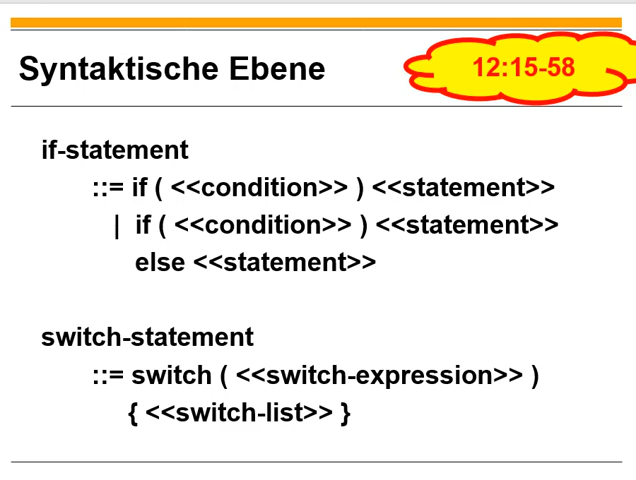 Syntaktische Ebene
12:15-58
if-statement
::= if ( <<condition>> ) <<statement>>
| if ( <<condition>> ) <<statement>>
else <<statement>>
switch-statement
::= switch ( <<switch-expression>> )
{ <<switch-list>> }